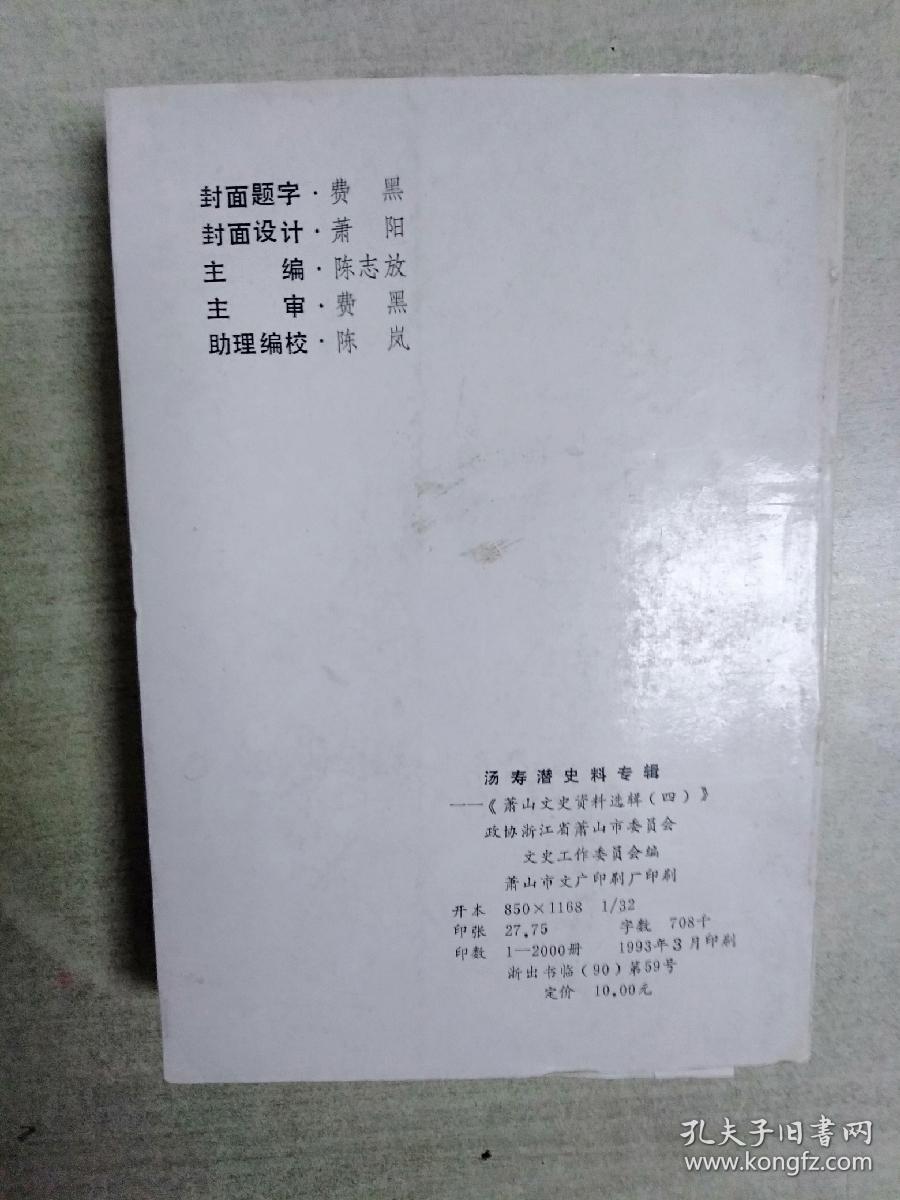 封面题字·费 黑
封面设计·萧 阳
主 编·陈志放
主 审·费 黑
助理编校·陈 岚
汤寿潜史料专辑
——《萧山文史资料选辑(四)》
政协浙江省萧山市委员会
文史工作委员会编
萧山市文广印刷厂印刷
开本 850×1168 1/32
印张 27.75 字数 708千
印数 1—2000册 1993年3月印刷
浙出书临(90)第59号
定价 10.00元
孔夫子旧书网
www.kongfz.com